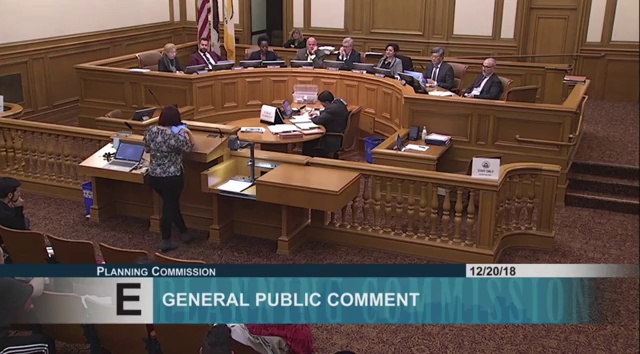 PLANNING COMMISSION
12/20/18
E
GENERAL PUBLIC COMMENT